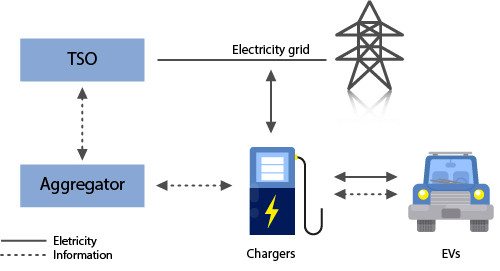 TSO
Electricity grid
Aggregator
Chargers
EVs
Eletricity
Information